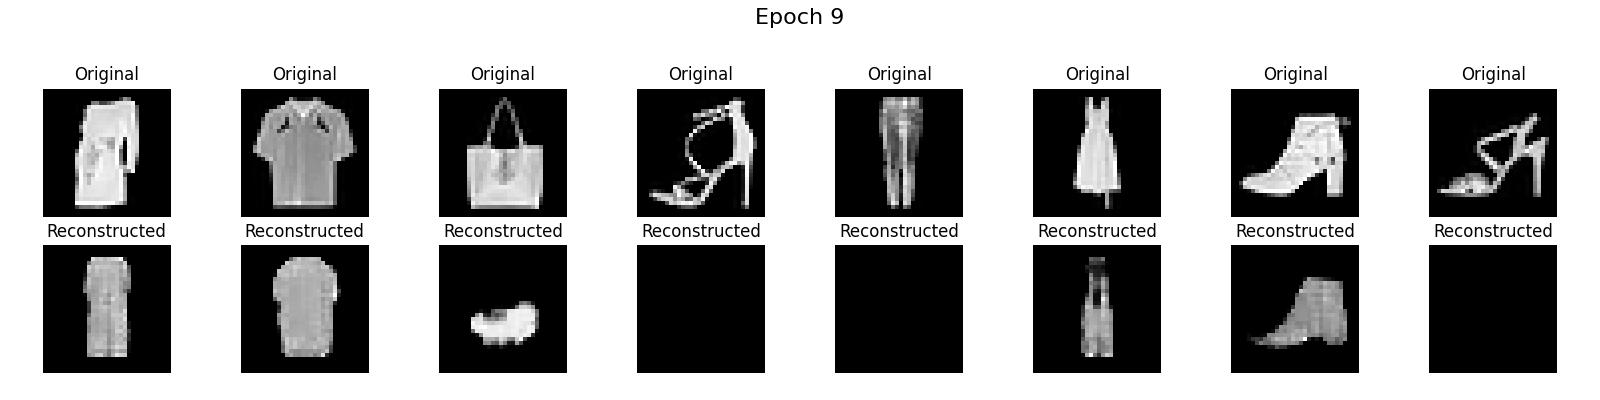 Epoch 9
Original Original Original Original Original Original Original Original
Reconstructed Reconstructed Reconstructed Reconstructed Reconstructed Reconstructed Reconstructed Reconstructed